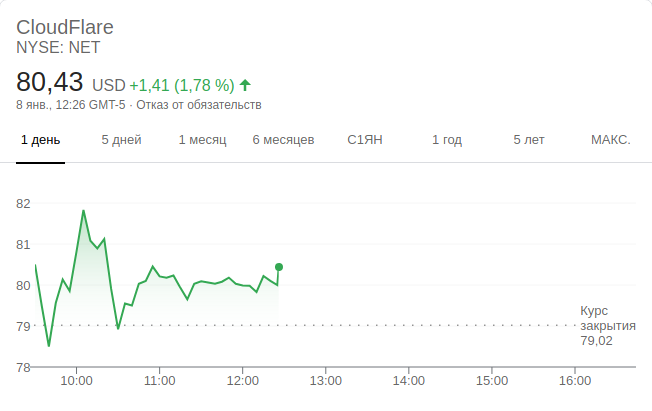 CloudFlare
NYSE: NET
80,43 USD +1,41 (1,78 %)
8 янв., 12:26 GMT-5 · Отказ от обязательств
1 день 5 дней 1 месяц 6 месяцев С1ЯН 1 год 5 лет МАКС.
82
81
80
79
78
Курс
закрытия
79,02
10:00 11:00 12:00 13:00 14:00 15:00 16:00